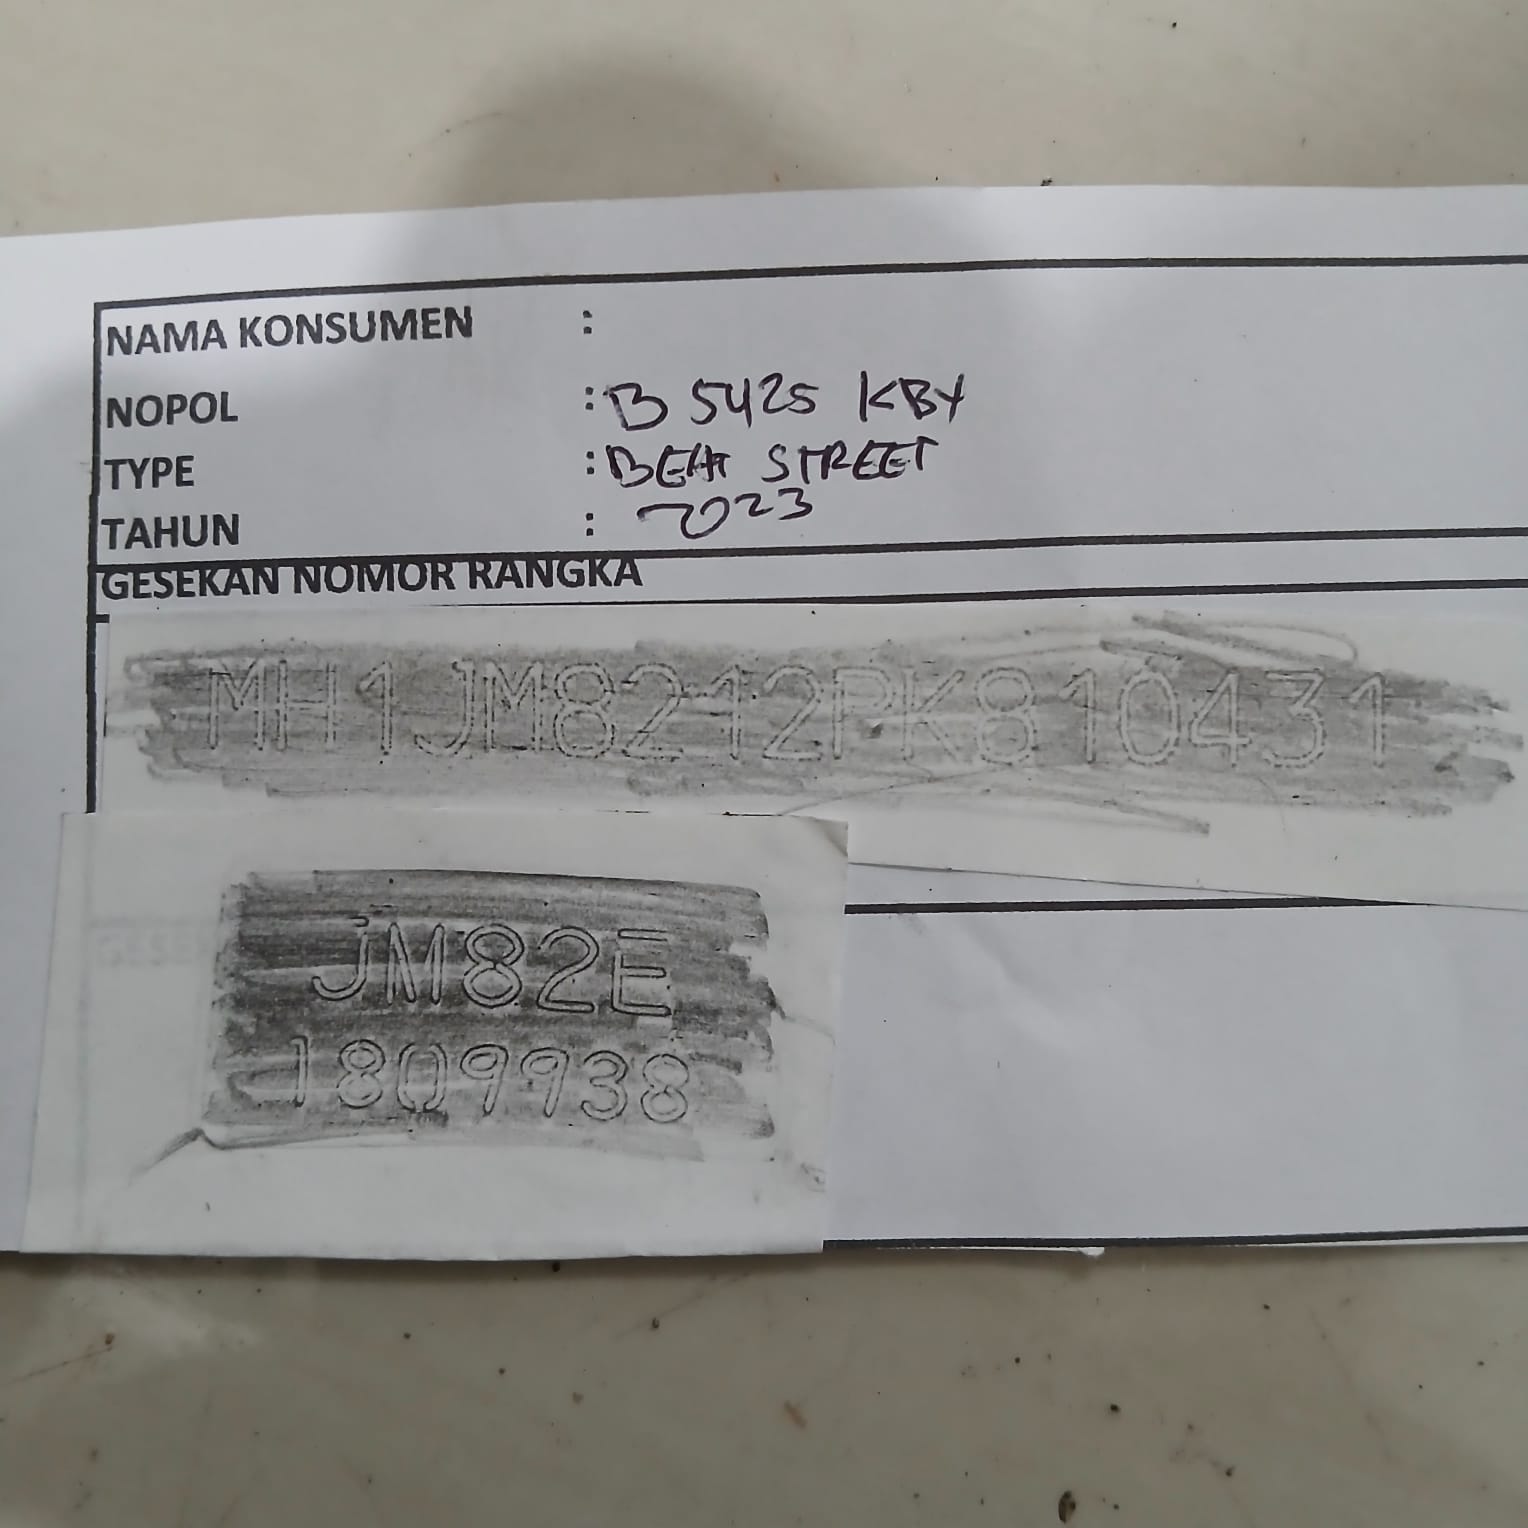 NAMA KONSUMEN :
NOPOL : B 5425 KBY
TYPE : BEAT STREET
TAHUN : 2023
GESEKAN NOMOR RANGKA
MH1JM8212PK810431
JM82E
1809938